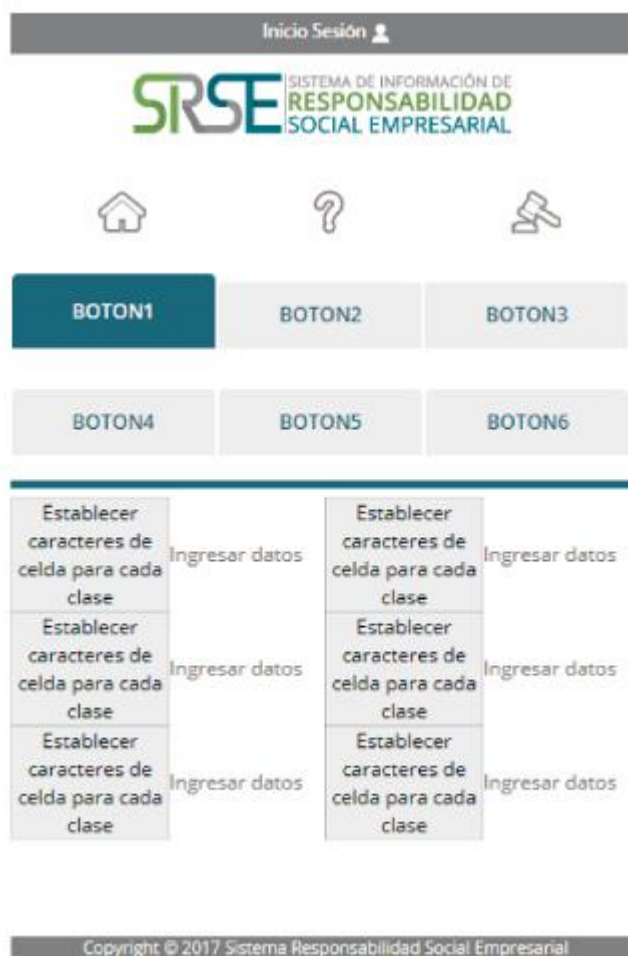 Inicio Sesión
SRSE
SISTEMA DE INFORMACIÓN DE
RESPONSABILIDAD
SOCIAL EMPRESARIAL
BOTON1 BOTON2 BOTON3
BOTON4 BOTON5 BOTON6
Establecer
caracteres de
celda para cada
clase
Ingresar datos
Establecer
caracteres de
celda para cada
clase
Ingresar datos
Establecer
caracteres de
celda para cada
clase
Ingresar datos
Establecer
caracteres de
celda para cada
clase
Ingresar datos
Establecer
caracteres de
celda para cada
clase
Ingresar datos
Establecer
caracteres de
celda para cada
clase
Ingresar datos
Copyright © 2017 Sistema Responsabilidad Social Empresarial